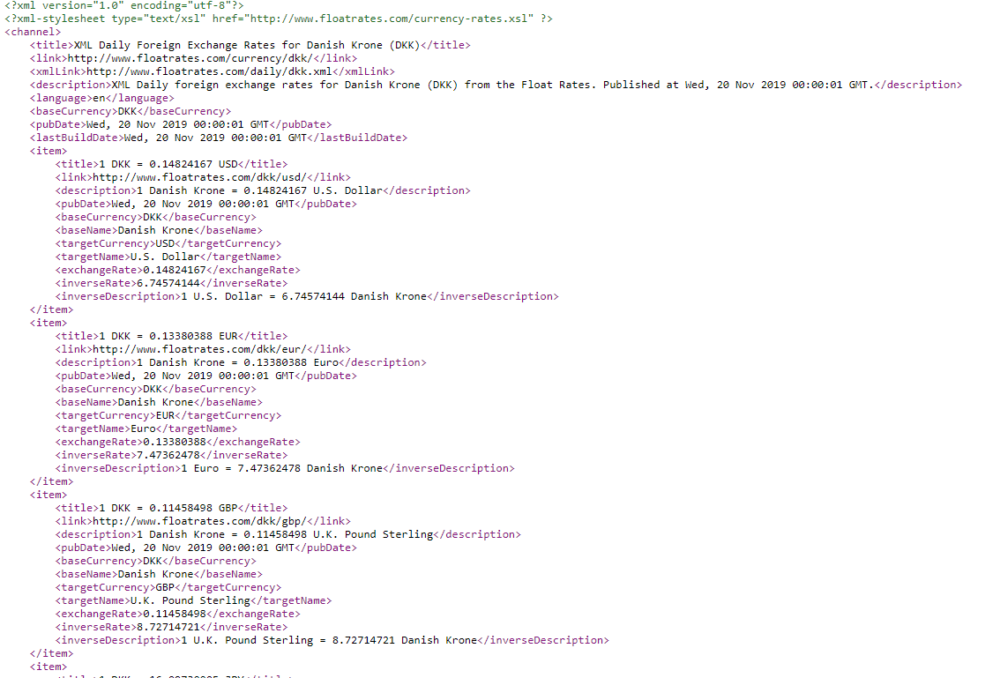 <?xml version="1.0" encoding="utf-8"?>
<?xml-stylesheet type="text/xsl" href="http://www.floatrates.com/currency-rates.xsl" ?>
<channel>
<title>XML Daily Foreign Exchange Rates for Danish Krone (DKK)</title>
<link>http://www.floatrates.com/currency/dkk/</link>
<xmlLink>http://www.floatrates.com/daily/dkk.xml</xmlLink>
<description>XML Daily foreign exchange rates for Danish Krone (DKK) from the Float Rates. Published at Wed, 20 Nov 2019 00:00:01 GMT.</description>
<language>en</language>
<baseCurrency>DKK</baseCurrency>
<pubDate>Wed, 20 Nov 2019 00:00:01 GMT</pubDate>
<lastBuildDate>Wed, 20 Nov 2019 00:00:01 GMT</lastBuildDate>
<item>
<title>1 DKK = 0.14824167 USD</title>
<link>http://www.floatrates.com/dkk/usd/</link>
<description>1 Danish Krone = 0.14824167 U.S. Dollar</description>
<pubDate>Wed, 20 Nov 2019 00:00:01 GMT</pubDate>
<baseCurrency>DKK</baseCurrency>
<baseName>Danish Krone</baseName>
<targetCurrency>USD</targetCurrency>
<targetName>U.S. Dollar</targetName>
<exchangeRate>0.14824167</exchangeRate>
<inverseRate>6.74574144</inverseRate>
<inverseDescription>1 U.S. Dollar = 6.74574144 Danish Krone</inverseDescription>
</item>
<item>
<title>1 DKK = 0.13380388 EUR</title>
<link>http://www.floatrates.com/dkk/eur/</link>
<description>1 Danish Krone = 0.13380388 Euro</description>
<pubDate>Wed, 20 Nov 2019 00:00:01 GMT</pubDate>
<baseCurrency>DKK</baseCurrency>
<baseName>Danish Krone</baseName>
<targetCurrency>EUR</targetCurrency>
<targetName>Euro</targetName>
<exchangeRate>0.13380388</exchangeRate>
<inverseRate>7.47362478</inverseRate>
<inverseDescription>1 Euro = 7.47362478 Danish Krone</inverseDescription>
</item>
<item>
<title>1 DKK = 0.11458498 GBP</title>
<link>http://www.floatrates.com/dkk/gbp/</link>
<description>1 Danish Krone = 0.11458498 U.K. Pound Sterling</description>
<pubDate>Wed, 20 Nov 2019 00:00:01 GMT</pubDate>
<baseCurrency>DKK</baseCurrency>
<baseName>Danish Krone</baseName>
<targetCurrency>GBP</targetCurrency>
<targetName>U.K. Pound Sterling</targetName>
<exchangeRate>0.11458498</exchangeRate>
<inverseRate>8.72714721</inverseRate>
<inverseDescription>1 U.K. Pound Sterling = 8.72714721 Danish Krone</inverseDescription>
</item>
<item>